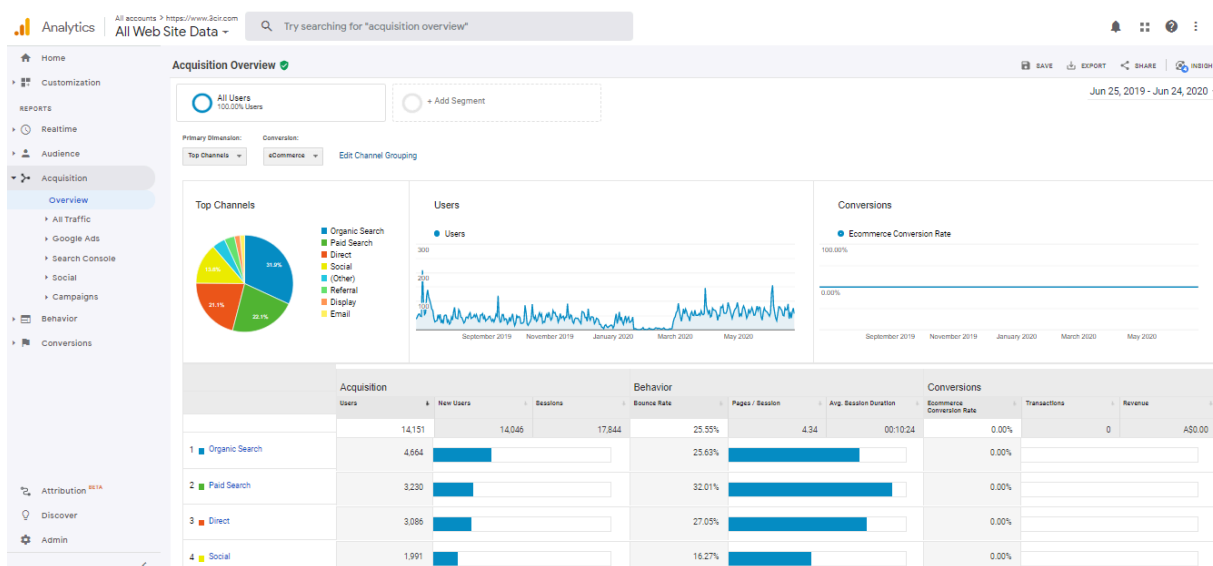 Analytics
All accounts > https://www.3cir.com
All Web Site Data
Try searching for "acquisition overview"
Home
Customization
REPORTS
Realtime
Audience
Acquisition
Overview
All Traffic
Google Ads
Search Console
Social
Campaigns
Behavior
Conversions
Attribution BETA
Discover
Admin
Acquisition Overview
SAVE
EXPORT
SHARE
INSIGH
Jun 25, 2019 - Jun 24, 2020
All Users
100.00% Users
+ Add Segment
Primary Dimension:
Conversion:
Top Channels
eCommerce
Edit Channel Grouping
Top Channels
31.9%
22.1%
21.1%
Organic Search
Paid Search
Direct
Social
(Other)
Referral
Display
Email
Users
Users
300
200
100
September 2019 November 2019 January 2020 March 2020 May 2020
Conversions
Ecommerce Conversion Rate
100.00%
0.00%
September 2019 November 2019 January 2020 March 2020 May 2020
Acquisition Behavior Conversions
Users New Users Sessions Bounce Rate Pages / Session Avg. Session Duration Ecommerce Conversion Rate Transactions Revenue
14,151 14,046 17,844 25.55% 4.34 00:10:24 0.00% 0 A$0.00
1 Organic Search 4,664 25.63% 0.00%
2 Paid Search 3,230 32.01% 0.00%
3 Direct 3,086 27.05% 0.00%
4 Social 1,991 16.27% 0.00%